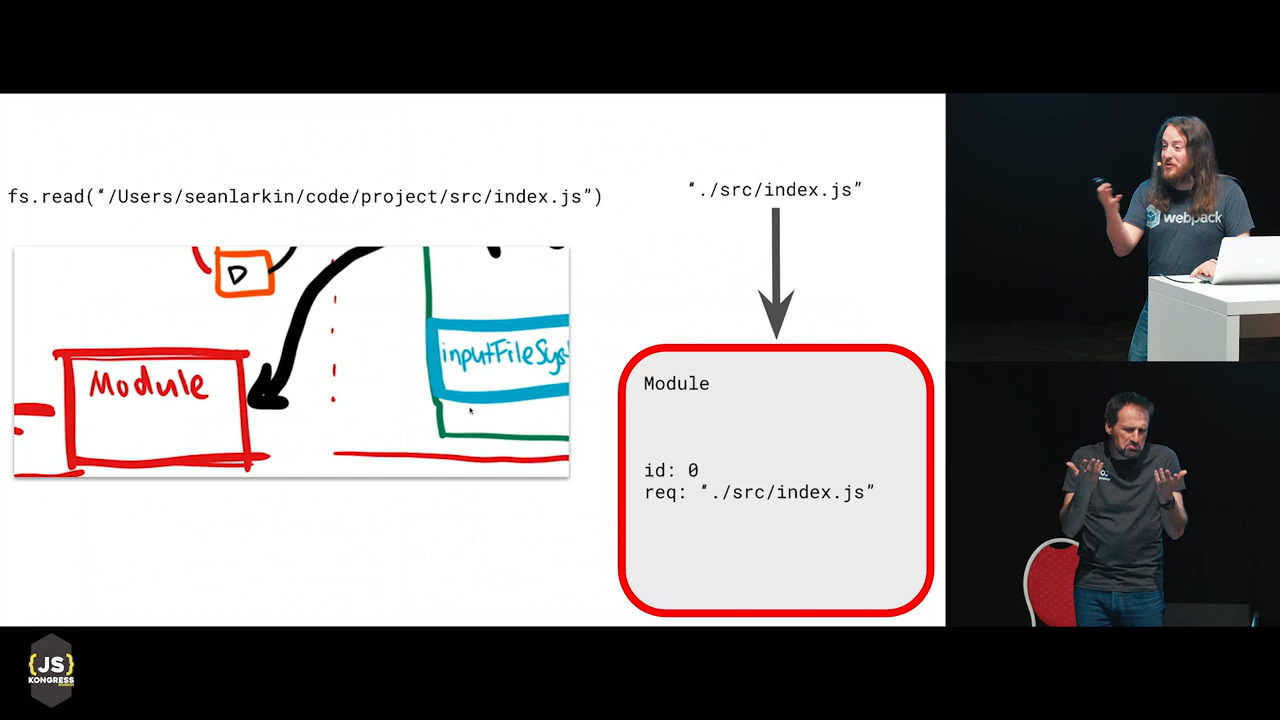 fs.read(“/Users/seanlarkin/code/project/src/index.js”)
“./src/index.js”
Module
inputFileSys
Module
id: 0
req: “./src/index.js”
webpack
{JS}
KONGRESS